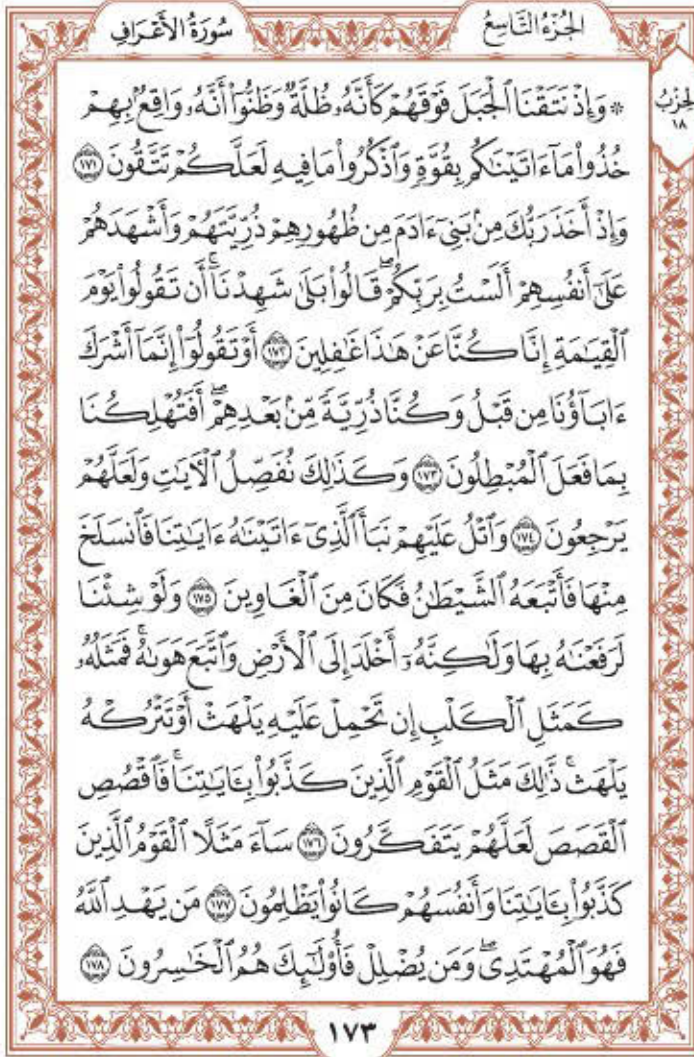 الجُزْءُ التَّاسِعُ
سُورَةُ الأَعْرَافِ
الحِزْبُ
١٨
۞ وَإِذْ نَتَقْنَا ٱلْجَبَلَ فَوْقَهُمْ كَأَنَّهُۥ ظُلَّةٌ وَظَنُّوٓا۟ أَنَّهُۥ وَاقِعٌۢ بِهِمْ
خُذُوا۟ مَآ ءَاتَيْنَٰكُم بِقُوَّةٍ وَٱذْكُرُوا۟ مَا فِيهِ لَعَلَّكُمْ تَتَّقُونَ ١٧١
وَإِذْ أَخَذَ رَبُّكَ مِنۢ بَنِىٓ ءَادَمَ مِن ظُهُورِهِمْ ذُرِّيَّتَهُمْ وَأَشْهَدَهُمْ
عَلَىٰٓ أَنفُسِهِمْ أَلَسْتُ بِرَبِّكُمْ ۖ قَالُوا۟ بَلَىٰ شَهِدْنَآ ۚ أَن تَقُولُوا۟ يَوْمَ
ٱلْقِيَٰمَةِ إِنَّا كُنَّا عَنْ هَٰذَا غَٰفِلِينَ ١٧٢ أَوْ تَقُولُوٓا۟ إِنَّمَآ أَشْرَكَ
ءَابَآؤُنَا مِن قَبْلُ وَكُنَّا ذُرِّيَّةً مِّنۢ بَعْدِهِمْ ۖ أَفَتُهْلِكُنَا
بِمَا فَعَلَ ٱلْمُبْطِلُونَ ١٧٣ وَكَذَٰلِكَ نُفَصِّلُ ٱلْءَايَٰتِ وَلَعَلَّهُمْ
يَرْجِعُونَ ١٧٤ وَٱتْلُ عَلَيْهِمْ نَبَأَ ٱلَّذِىٓ ءَاتَيْنَٰهُ ءَايَٰتِنَا فَٱنسَلَخَ
مِنْهَا فَأَتْبَعَهُ ٱلشَّيْطَٰنُ فَكَانَ مِنَ ٱلْغَاوِينَ ١٧٥ وَلَوْ شِئْنَا
لَرَفَعْنَٰهُ بِهَا وَلَٰكِنَّهُۥٓ أَخْلَدَ إِلَى ٱلْأَرْضِ وَٱتَّبَعَ هَوَىٰهُ ۚ فَمَثَلُهُۥ
كَمَثَلِ ٱلْكَلْبِ إِن تَحْمِلْ عَلَيْهِ يَلْهَثْ أَوْ تَتْرُكْهُ
يَلْهَث ۚ ذَّٰلِكَ مَثَلُ ٱلْقَوْمِ ٱلَّذِينَ كَذَّبُوا۟ بِـَٔايَٰتِنَا ۚ فَٱقْصُصِ
ٱلْقَصَصَ لَعَلَّهُمْ يَتَفَكَّرُونَ ١٧٦ سَآءَ مَثَلًا ٱلْقَوْمُ ٱلَّذِينَ
كَذَّبُوا۟ بِـَٔايَٰتِنَا وَأَنفُسَهُمْ كَانُوا۟ يَظْلِمُونَ ١٧٧ مَن يَهْدِ ٱللَّهُ
فَهُوَ ٱلْمُهْتَدِى ۖ وَمَن يُضْلِلْ فَأُو۟لَٰٓئِكَ هُمُ ٱلْخَٰسِرُونَ ١٧٨
١٧٣